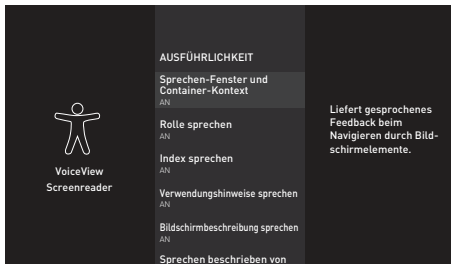 VoiceView
Screenreader
AUSFÜHRLICHKEIT
Sprechen-Fenster und
Container-Kontext
AN
Rolle sprechen
AN
Index sprechen
AN
Verwendungshinweise sprechen
AN
Bildschirmbeschreibung sprechen
AN
Sprechen beschrieben von
Liefert gesprochenes
Feedback beim
Navigieren durch Bild-
schirmelemente.